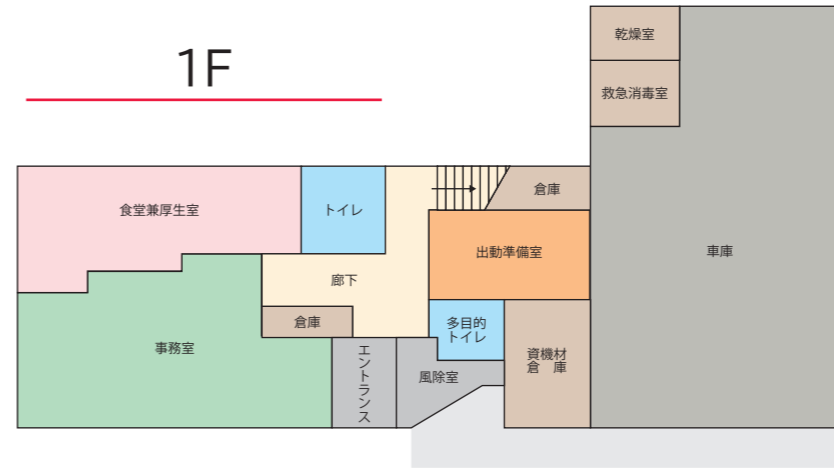 1F
乾燥室
救急消毒室
食堂兼厚生室
トイレ
倉庫
出動準備室
車庫
廊下
倉庫
多目的
トイレ
事務室
エントランス
風除室
資機材
倉　庫